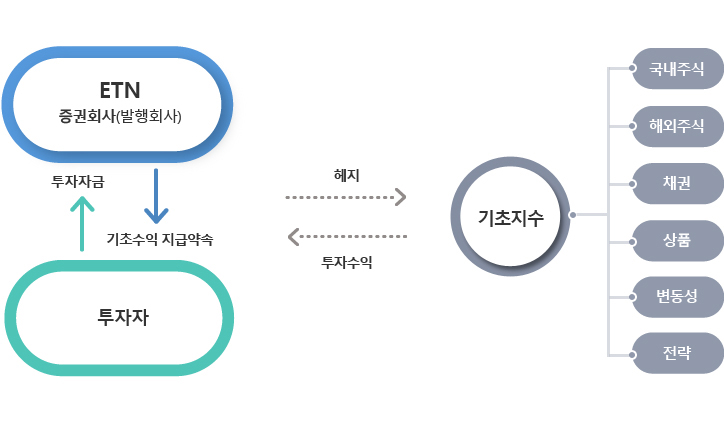 ETN
증권회사(발행회사)
투자자금
기초수익 지급약속
투자자
헤지
투자수익
기초지수
국내주식
해외주식
채권
상품
변동성
전략